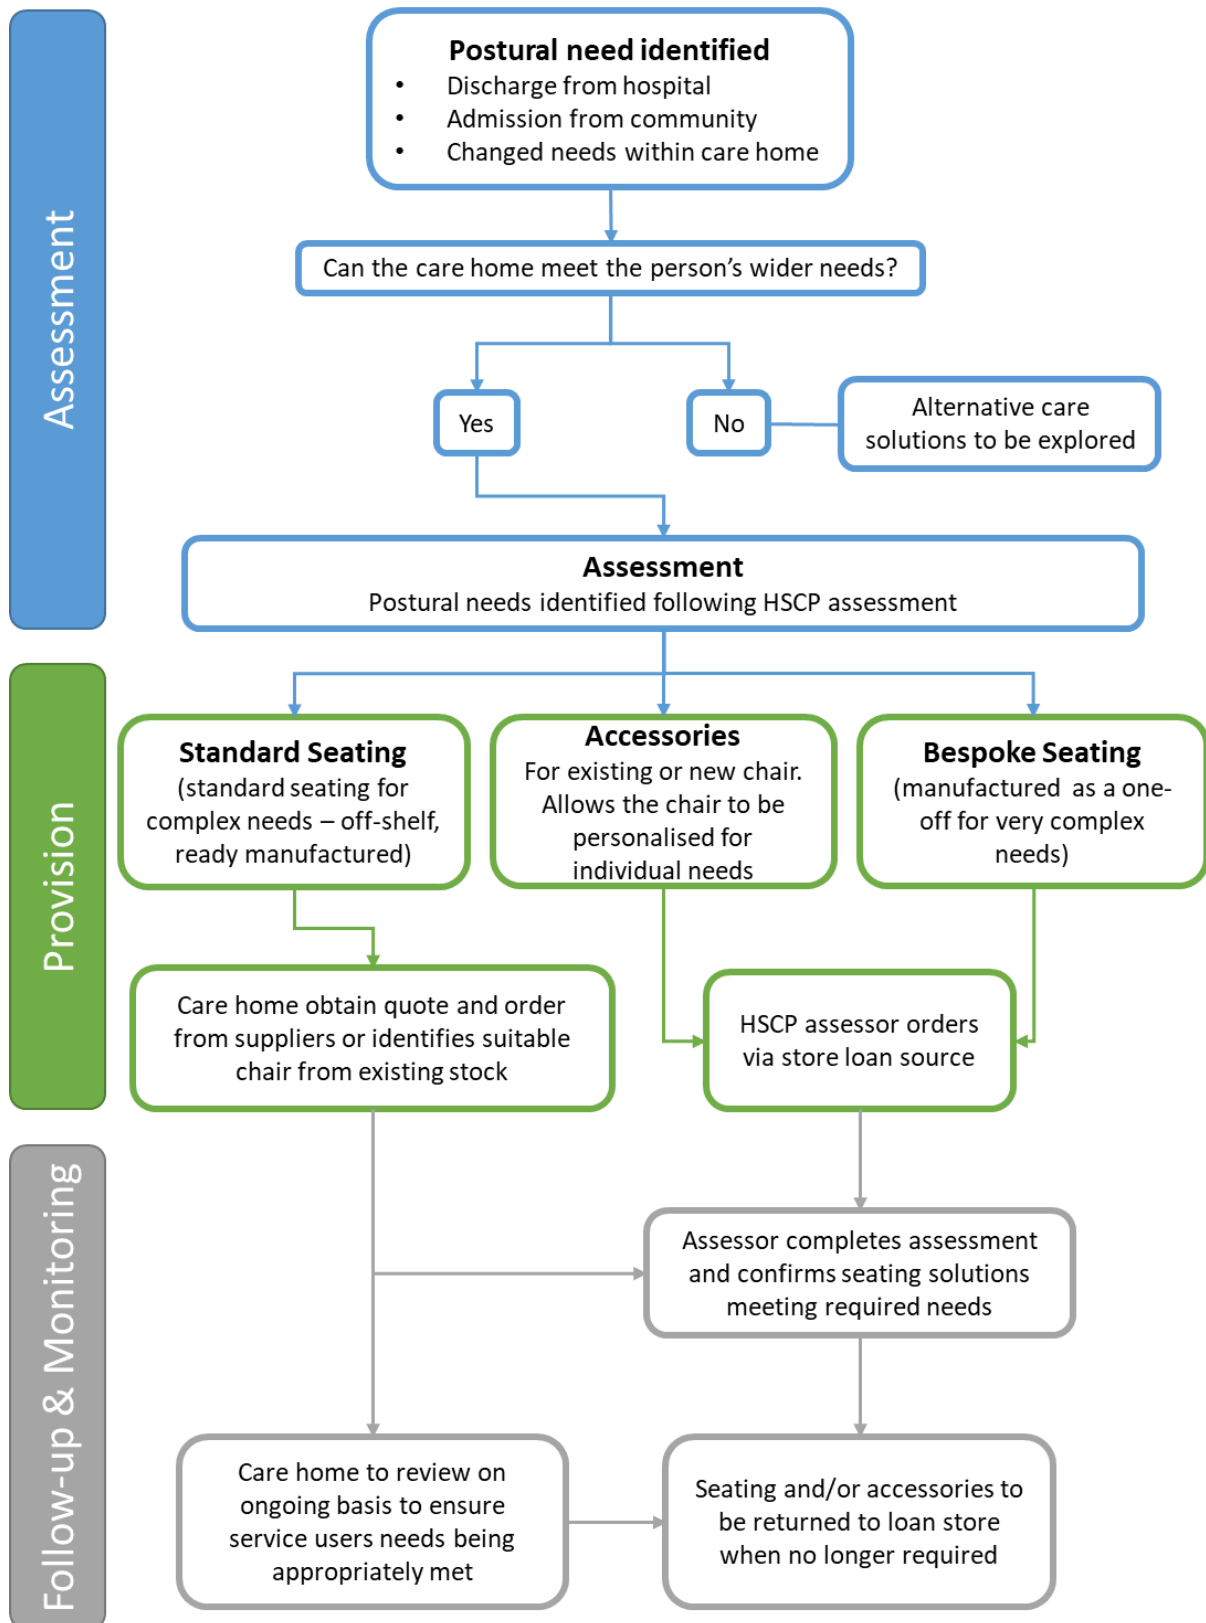 Assessment
Postural need identified
• Discharge from hospital
• Admission from community
• Changed needs within care home
Can the care home meet the person's wider needs?
Yes
No
Alternative care
solutions to be explored
Assessment
Postural needs identified following HSCP assessment
Provision
Standard Seating
(standard seating for
complex needs – off-shelf,
ready manufactured)
Accessories
For existing or new chair.
Allows the chair to be
personalised for
individual needs
Bespoke Seating
(manufactured as a one-
off for very complex
needs)
Care home obtain quote and order
from suppliers or identifies suitable
chair from existing stock
HSCP assessor orders
via store loan source
Follow-up & Monitoring
Assessor completes assessment
and confirms seating solutions
meeting required needs
Care home to review on
ongoing basis to ensure
service users needs being
appropriately met
Seating and/or accessories to
be returned to loan store
when no longer required